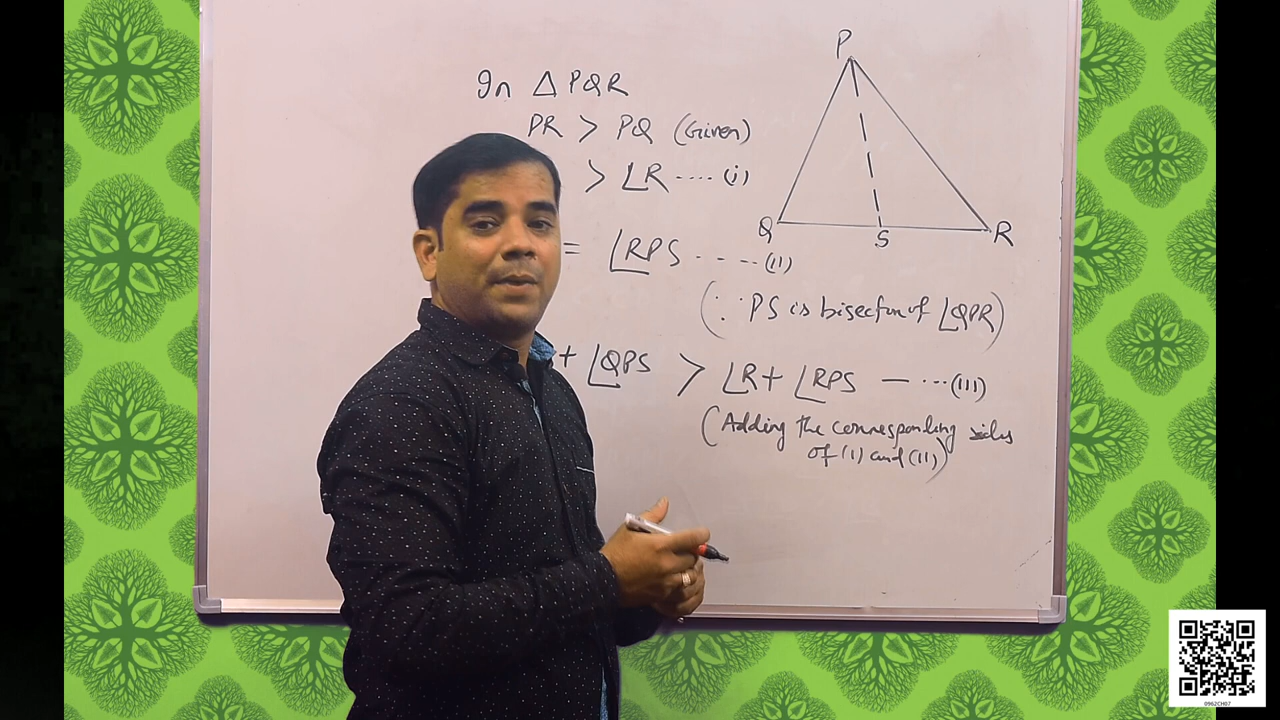 In △ PQR
PR > PQ (Given)
> ∠R ---- (i)
= ∠RPS - - - --(ii)
(∵ PS is bisector of ∠QPR)
+ ∠QPS > ∠R + ∠RPS — ---(iii)
(Adding the corresponding sides
of (i) and (ii))
P
Q
S
R
0962CH07